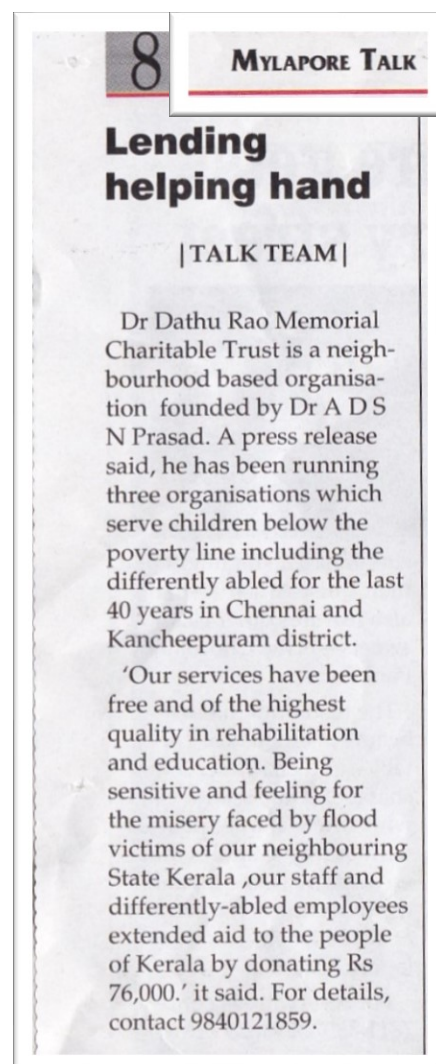 8
MYLAPORE TALK
Lending
helping hand
|TALK TEAM|
Dr Dathu Rao Memorial
Charitable Trust is a neigh-
bourhood based organisa-
tion founded by Dr A D S
N Prasad. A press release
said, he has been running
three organisations which
serve children below the
poverty line including the
differently abled for the last
40 years in Chennai and
Kancheepuram district.
‘Our services have been
free and of the highest
quality in rehabilitation
and education. Being
sensitive and feeling for
the misery faced by flood
victims of our neighbouring
State Kerala ,our staff and
differently-abled employees
extended aid to the people
of Kerala by donating Rs
76,000.’ it said. For details,
contact 9840121859.